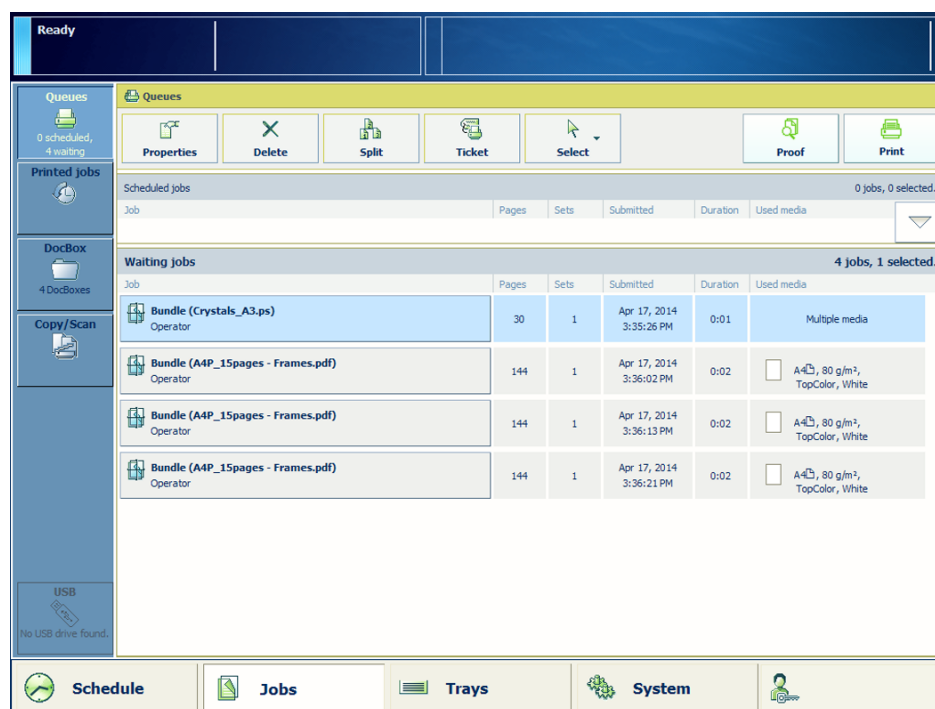 Ready
Queues
0 scheduled,
4 waiting
Printed jobs
DocBox
4 DocBoxes
Copy/Scan
USB
No USB drive found.
Queues
Properties Delete Split Ticket Select Proof Print
Scheduled jobs 0 jobs, 0 selected.
Job Pages Sets Submitted Duration Used media
Waiting jobs 4 jobs, 1 selected.
Job Pages Sets Submitted Duration Used media
Bundle (Crystals_A3.ps)
Operator
30 1 Apr 17, 2014
3:35:26 PM
0:01 Multiple media
Bundle (A4P_15pages - Frames.pdf)
Operator
144 1 Apr 17, 2014
3:36:02 PM
0:02 A4, 80 g/m²,
TopColor, White
Bundle (A4P_15pages - Frames.pdf)
Operator
144 1 Apr 17, 2014
3:36:13 PM
0:02 A4, 80 g/m²,
TopColor, White
Bundle (A4P_15pages - Frames.pdf)
Operator
144 1 Apr 17, 2014
3:36:21 PM
0:02 A4, 80 g/m²,
TopColor, White
Schedule Jobs Trays System